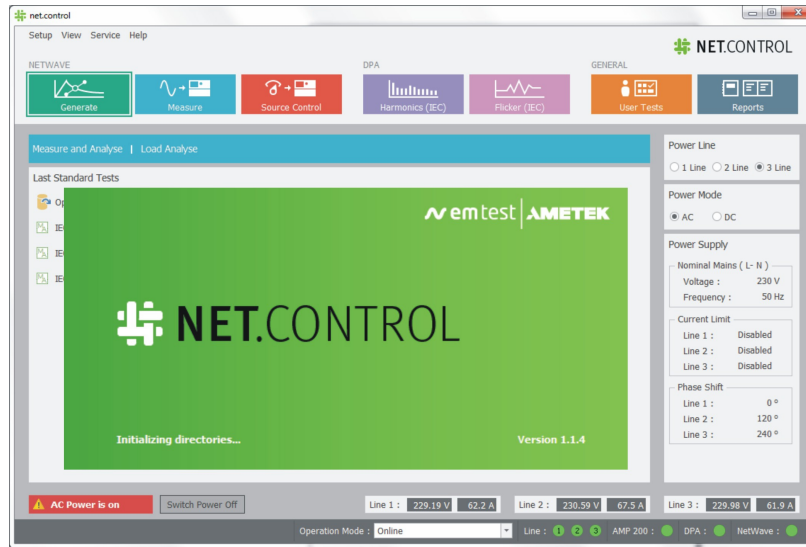 net.control
Setup View Service Help
NET.CONTROL
NETWAVE
DPA
GENERAL
Generate
Measure
Source Control
Harmonics (IEC)
Flicker (IEC)
User Tests
Reports
Measure and Analyse | Load Analyse
Last Standard Tests
Op
IEC
IEC
IEC
emtest AMETEK
NET.CONTROL
Initializing directories...
Version 1.1.4
Power Line
1 Line 2 Line 3 Line
Power Mode
AC DC
Power Supply
Nominal Mains ( L- N )
Voltage : 230 V
Frequency : 50 Hz
Current Limit
Line 1 : Disabled
Line 2 : Disabled
Line 3 : Disabled
Phase Shift
Line 1 : 0 °
Line 2 : 120 °
Line 3 : 240 °
AC Power is on
Switch Power Off
Line 1 : 229.19 V 62.2 A
Line 2 : 230.59 V 67.5 A
Line 3 : 229.98 V 61.9 A
Operation Mode : Online
Line : 1 2 3
AMP 200 :
DPA :
NetWave :